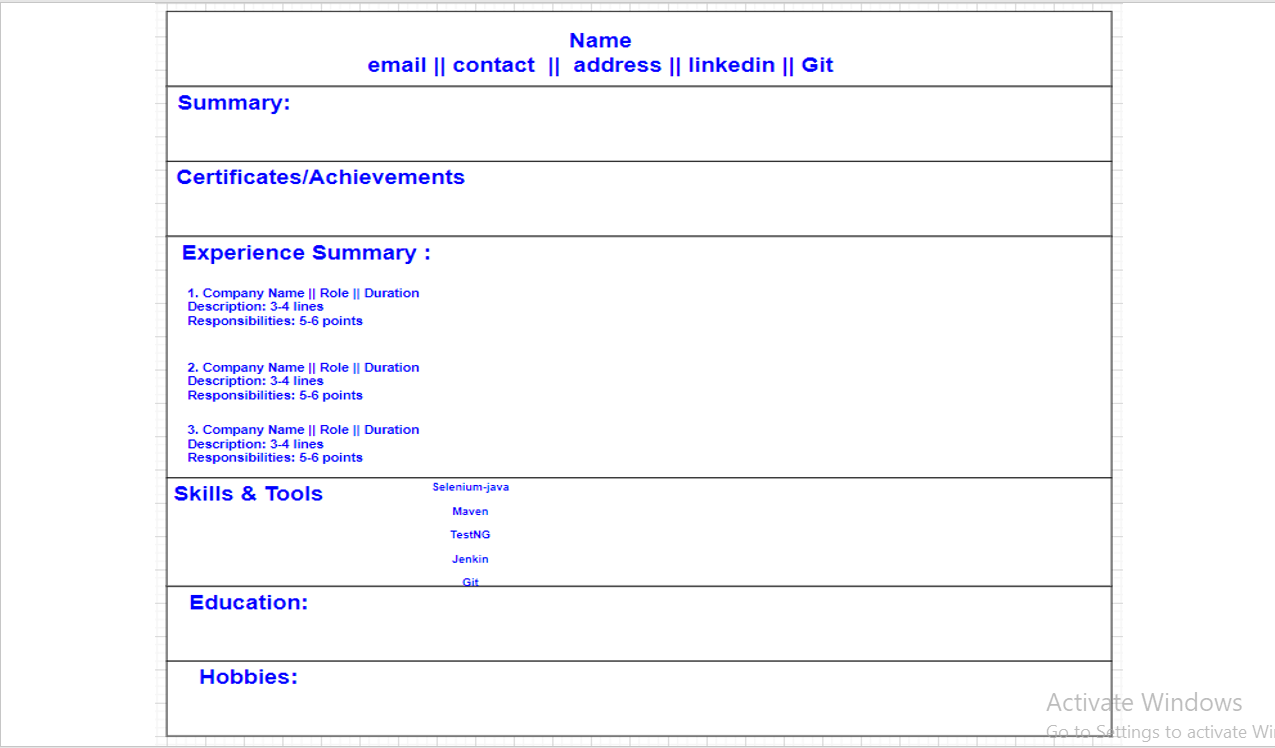 Name
email || contact || address || linkedin || Git
Summary:
Certificates/Achievements
Experience Summary :
1. Company Name || Role || Duration
Description: 3-4 lines
Responsibilities: 5-6 points
2. Company Name || Role || Duration
Description: 3-4 lines
Responsibilities: 5-6 points
3. Company Name || Role || Duration
Description: 3-4 lines
Responsibilities: 5-6 points
Skills & Tools
Selenium-java
Maven
TestNG
Jenkin
Git
Education:
Hobbies:
Activate Windows
Go to Settings to activate Wi